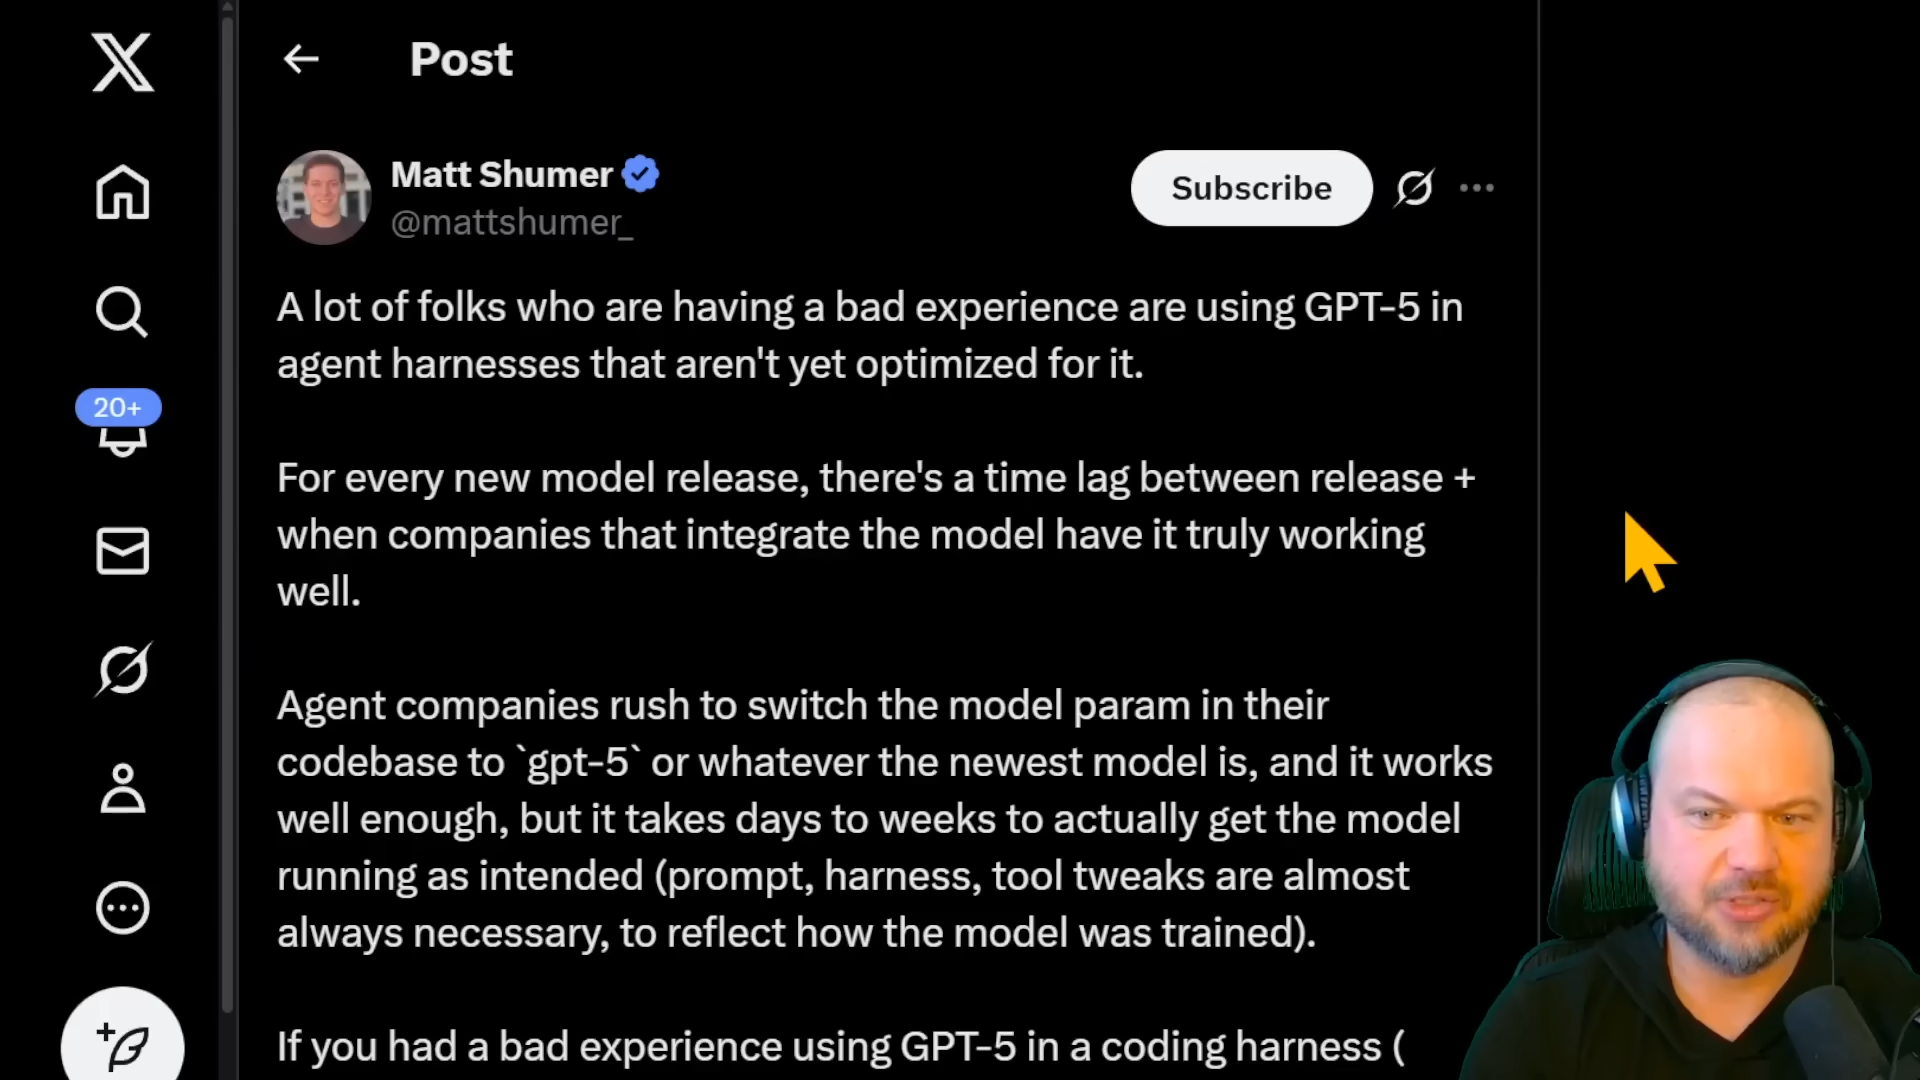 Post
Matt Shumer
@mattshumer_
Subscribe
20+
A lot of folks who are having a bad experience are using GPT-5 in
agent harnesses that aren't yet optimized for it.
For every new model release, there's a time lag between release +
when companies that integrate the model have it truly working
well.
Agent companies rush to switch the model param in their
codebase to `gpt-5` or whatever the newest model is, and it works
well enough, but it takes days to weeks to actually get the model
running as intended (prompt, harness, tool tweaks are almost
always necessary, to reflect how the model was trained).
If you had a bad experience using GPT-5 in a coding harness (